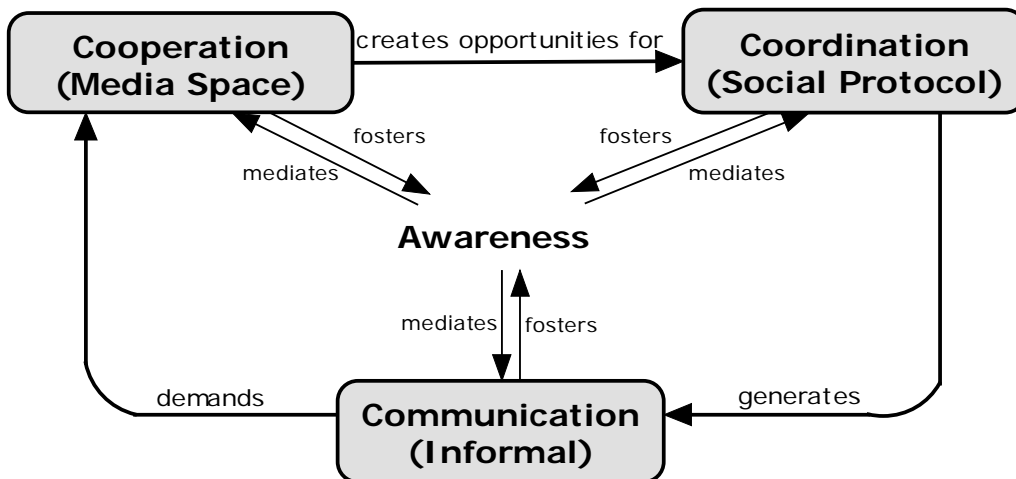 Cooperation
(Media Space)
creates opportunities for
Coordination
(Social Protocol)
fosters
mediates
fosters
mediates
Awareness
mediates
fosters
demands
Communication
(Informal)
generates